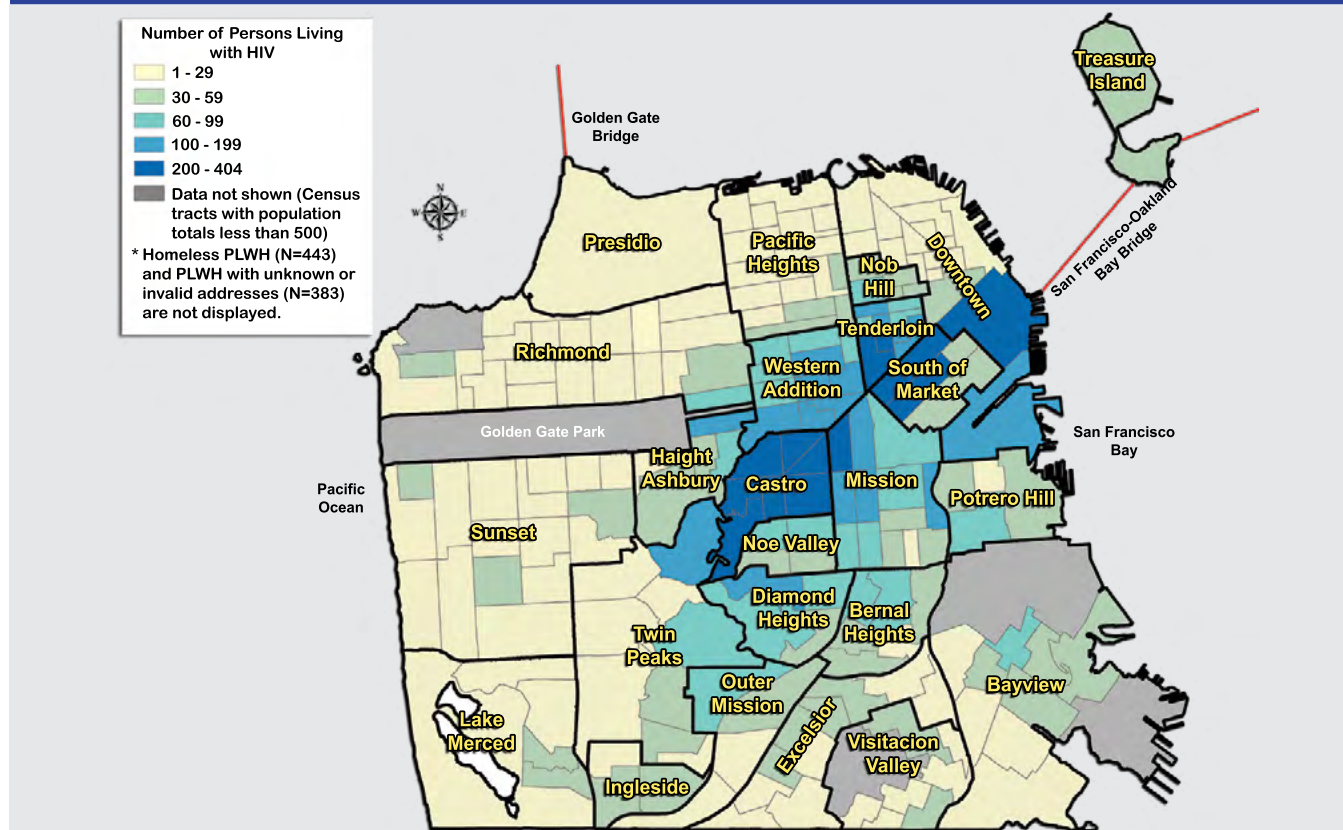 Number of Persons Living
with HIV
1 - 29
30 - 59
60 - 99
100 - 199
200 - 404
Data not shown (Census
tracts with population
totals less than 500)
* Homeless PLWH (N=443)
and PLWH with unknown or
invalid addresses (N=383)
are not displayed.
N
W
E
S
Golden Gate
Bridge
Treasure
Island
San Francisco-Oakland
Bay Bridge
Presidio
Pacific
Heights
Nob
Hill
Downtown
Tenderloin
Richmond
Western
Addition
South of
Market
Golden Gate Park
San Francisco
Bay
Haight
Ashbury
Castro
Mission
Potrero Hill
Pacific
Ocean
Sunset
Noe Valley
Diamond
Heights
Bernal
Heights
Twin
Peaks
Outer
Mission
Bayview
Lake
Merced
Excelsior
Visitacion
Valley
Ingleside